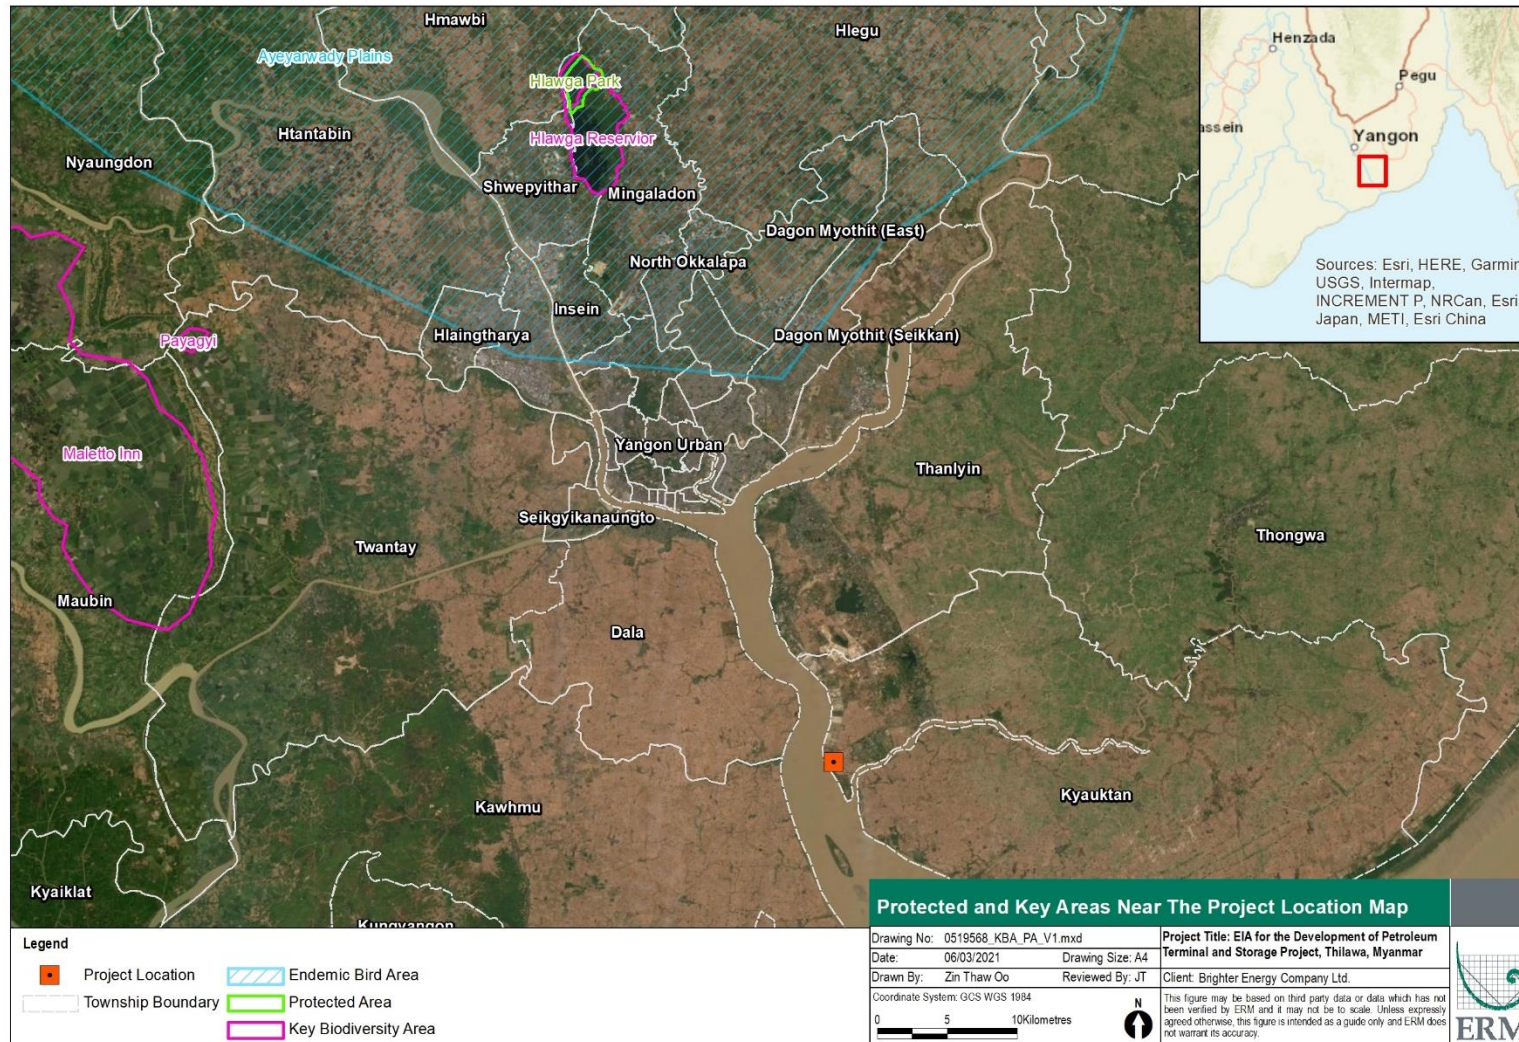 Hmawbi
Hlegu
Ayeyarwady Plains
Hlawga Park
Htantabin
Hlawga Reservior
Nyaungdon
Shwepyithar
Mingaladon
Dagon Myothit (East)
North Okkalapa
Insein
Hlaingtharya
Dagon Myothit (Seikkan)
Payagyi
Yangon Urban
Maletto Inn
Thanlyin
Seikgyikanaungto
Twantay
Thongwa
Maubin
Dala
Kyauktan
Kawhmu
Kyaiklat
Kungyangon
Henzada
Pegu
assein
Yangon
Sources: Esri, HERE, Garmin
USGS, Intermap,
INCREMENT P, NRCan, Esri
Japan, METI, Esri China
Legend
Project Location
Township Boundary
Endemic Bird Area
Protected Area
Key Biodiversity Area
Protected and Key Areas Near The Project Location Map
Drawing No: 0519568_KBA_PA_V1.mxd
Date: 06/03/2021 Drawing Size: A4
Drawn By: Zin Thaw Oo Reviewed By: JT
Coordinate System: GCS WGS 1984
0 5 10Kilometres
N
Project Title: EIA for the Development of Petroleum
Terminal and Storage Project, Thilawa, Myanmar
Client: Brighter Energy Company Ltd.
This figure may be based on third party data or data which has not
been verified by ERM and it may not be to scale. Unless expressly
agreed otherwise, this figure is intended as a guide only and ERM does
not warrant its accuracy.
ERM